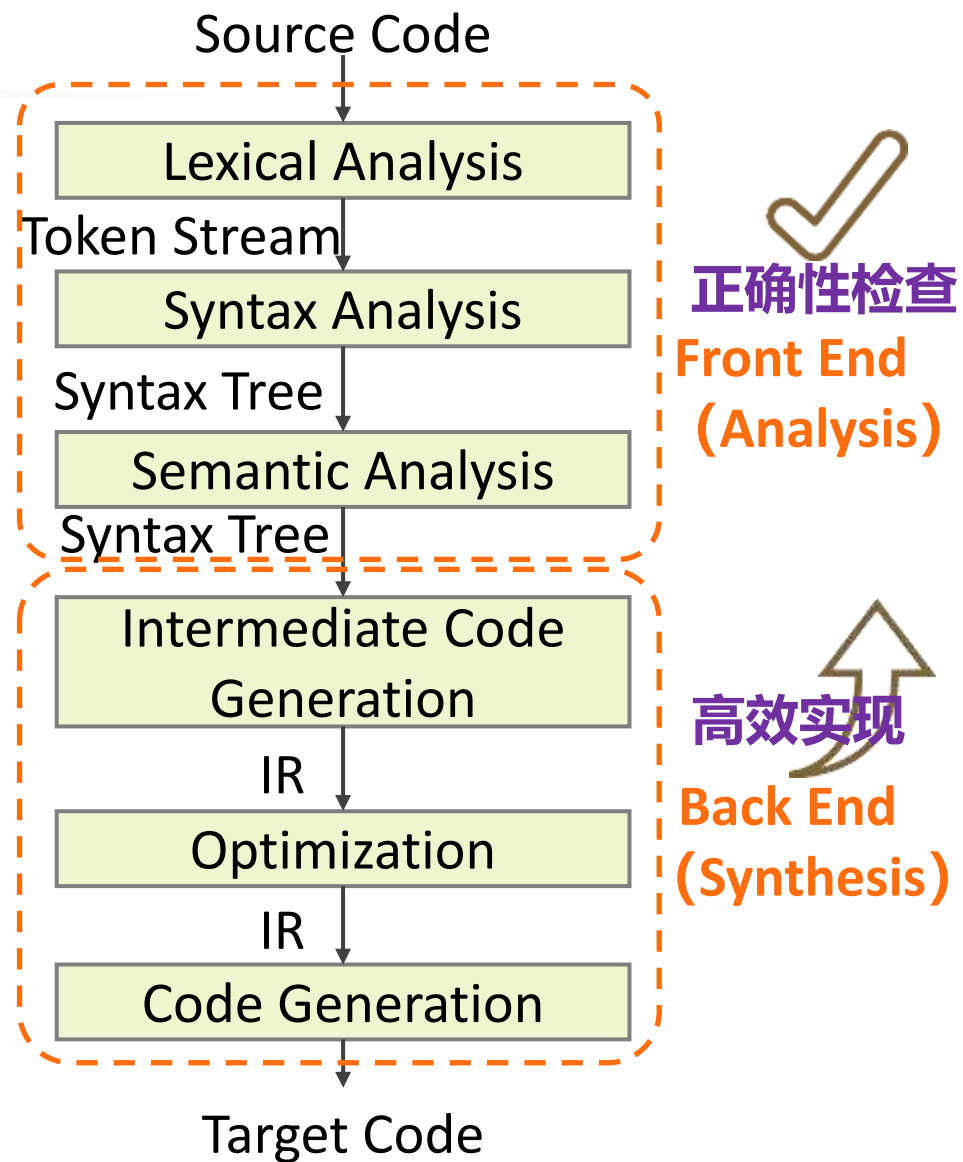 Source Code
Lexical Analysis
Token Stream
Syntax Analysis
Syntax Tree
Semantic Analysis
Syntax Tree
正确性检查
Front End
(Analysis)
Intermediate Code
Generation
IR
Optimization
IR
Code Generation
高效实现
Back End
(Synthesis)
Target Code